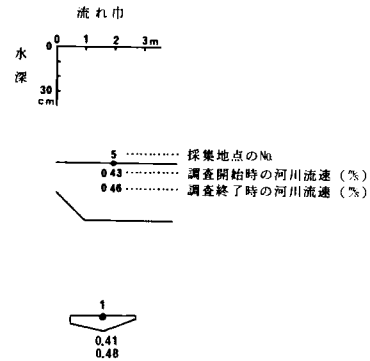 流れ巾
0 1 2 3m
0
水深
30
cm
5 ………… 採集地点の№
0.43 ………… 調査開始時の河川流速 (㎧)
0.46 ………… 調査終了時の河川流速 (㎧)
1
0.41
0.48